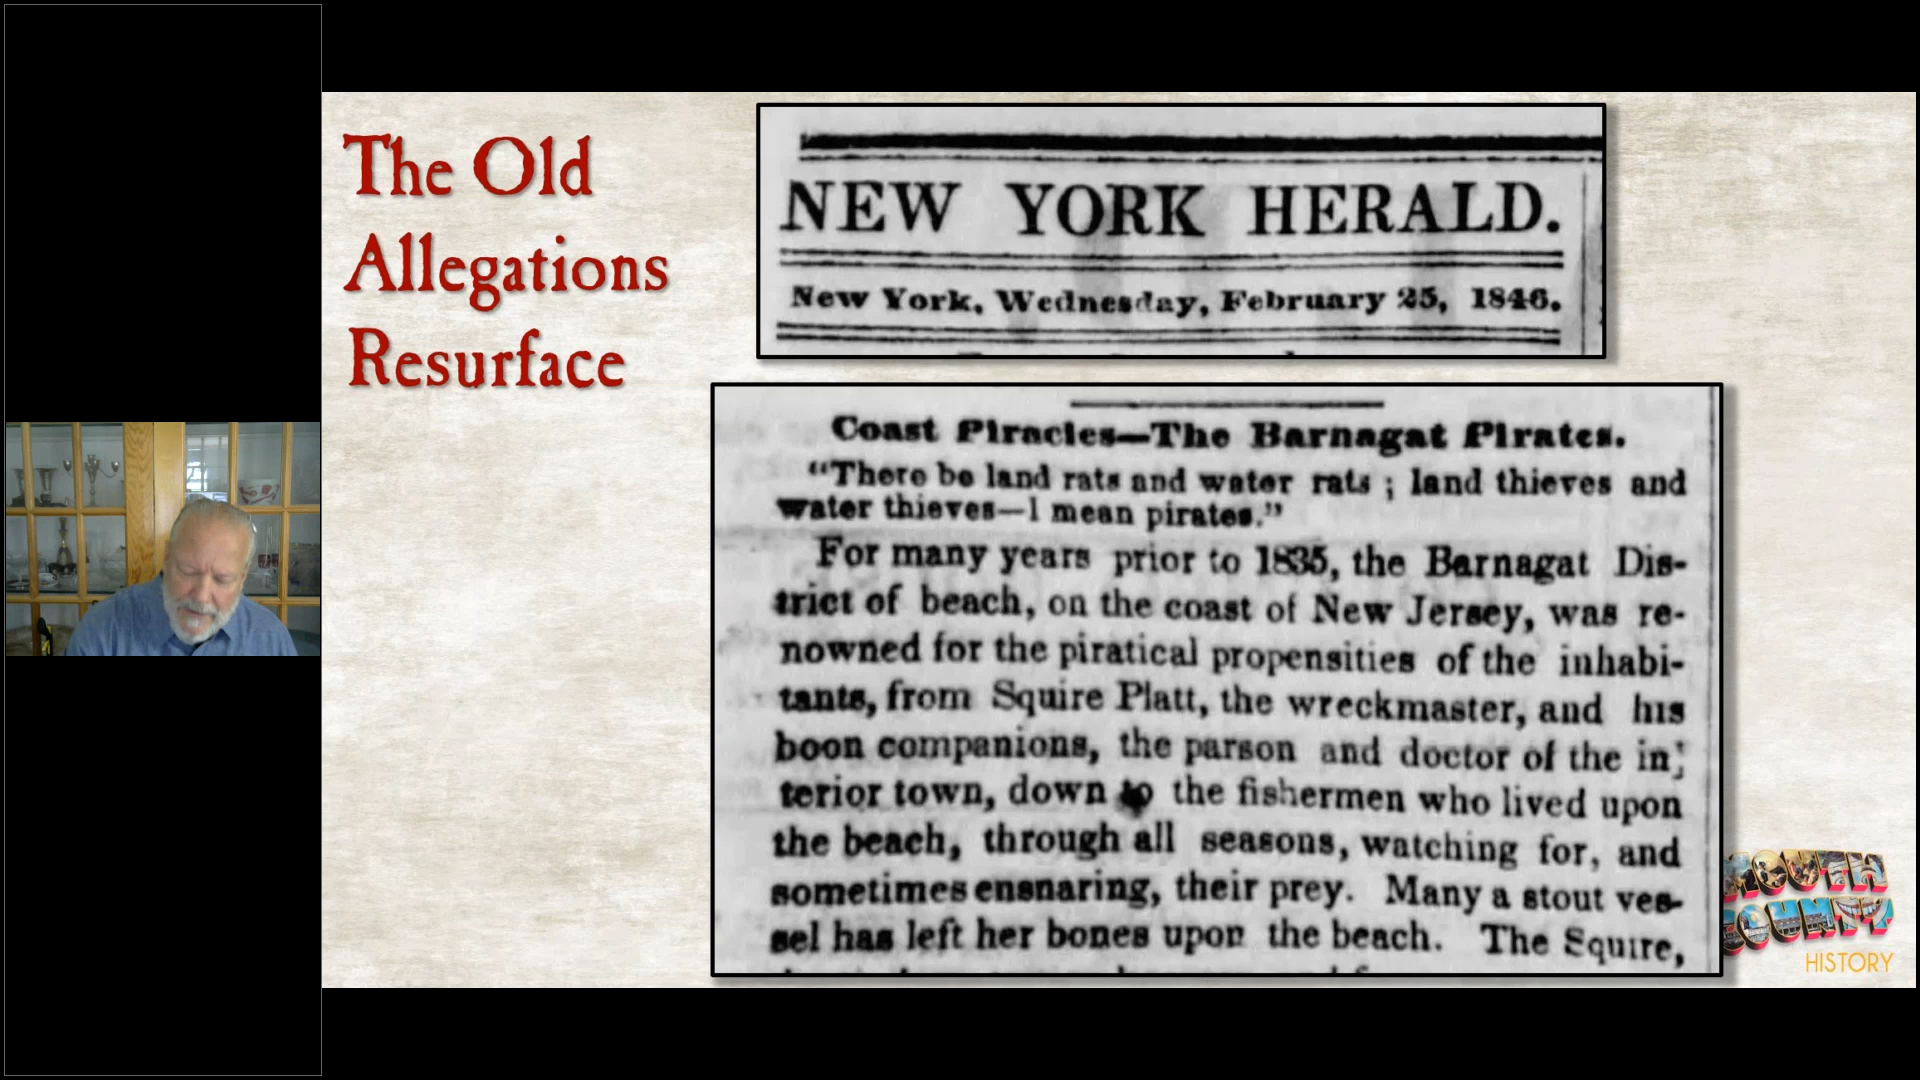 The Old
Allegations
Resurface
NEW YORK HERALD.
New York, Wednesday, February 25, 1846.
Coast Piracies—The Barnagat Pirates.
“There be land rats and water rats ; land thieves and
water thieves—I mean pirates.”
For many years prior to 1835, the Barnagat Dis-
trict of beach, on the coast of New Jersey, was re-
nowned for the piratical propensities of the inhabi-
tants, from Squire Platt, the wreckmaster, and his
boon companions, the parson and doctor of the in-
terior town, down to the fishermen who lived upon
the beach, through all seasons, watching for, and
sometimes ensnaring, their prey. Many a stout ves-
sel has left her bones upon the beach. The Squire,
MOUTH
COUNTY
HISTORY